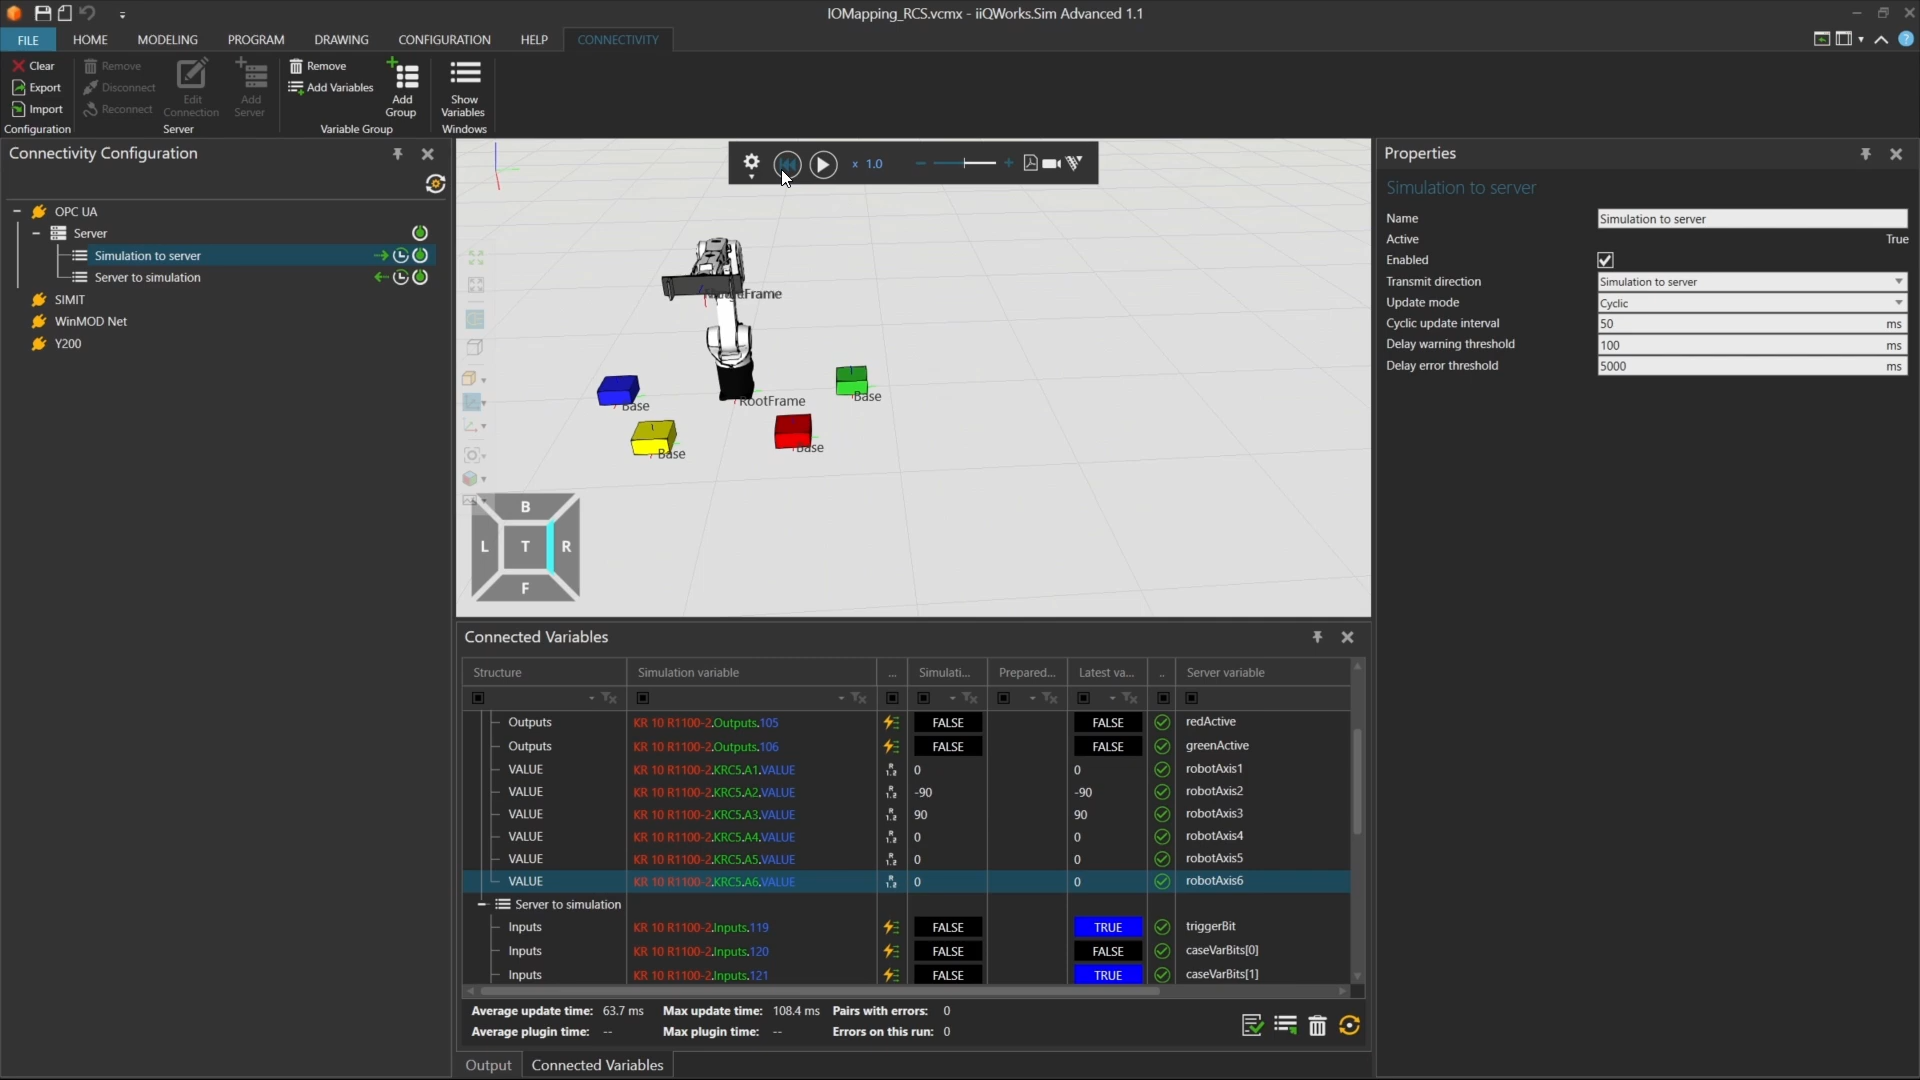 IOMapping_RCS.vcmx - iiQWorks.Sim Advanced 1.1
FILE HOME MODELING PROGRAM DRAWING CONFIGURATION HELP CONNECTIVITY
Clear
Export
Import
Configuration
Remove
Disconnect
Reconnect
Edit Connection
Add Server
Server
Remove
Add Variables
Add Group
Variable Group
Show Variables
Windows
Connectivity Configuration
OPC UA
Server
Simulation to server
Server to simulation
SIMIT
WinMOD Net
Y200
x 1.0
RootFrame
Base
Base
Base
Base
B
L T R
F
Properties
Simulation to server
Name Simulation to server
Active True
Enabled
Transmit direction Simulation to server
Update mode Cyclic
Cyclic update interval 50 ms
Delay warning threshold 100 ms
Delay error threshold 5000 ms
Connected Variables
Structure Simulation variable ... Simulati... Prepared... Latest va... .. Server variable
Outputs KR 10 R1100-2.Outputs.105 FALSE FALSE redActive
Outputs KR 10 R1100-2.Outputs.106 FALSE FALSE greenActive
VALUE KR 10 R1100-2.KRC5.A1.VALUE R 1.2 0 0 robotAxis1
VALUE KR 10 R1100-2.KRC5.A2.VALUE R 1.2 -90 -90 robotAxis2
VALUE KR 10 R1100-2.KRC5.A3.VALUE R 1.2 90 90 robotAxis3
VALUE KR 10 R1100-2.KRC5.A4.VALUE R 1.2 0 0 robotAxis4
VALUE KR 10 R1100-2.KRC5.A5.VALUE R 1.2 0 0 robotAxis5
VALUE KR 10 R1100-2.KRC5.A6.VALUE R 1.2 0 0 robotAxis6
Server to simulation
Inputs KR 10 R1100-2.Inputs.119 FALSE TRUE triggerBit
Inputs KR 10 R1100-2.Inputs.120 FALSE FALSE caseVarBits[0]
Inputs KR 10 R1100-2.Inputs.121 FALSE TRUE caseVarBits[1]
Average update time: 63.7 ms Max update time: 108.4 ms Pairs with errors: 0
Average plugin time: -- Max plugin time: -- Errors on this run: 0
Output Connected Variables